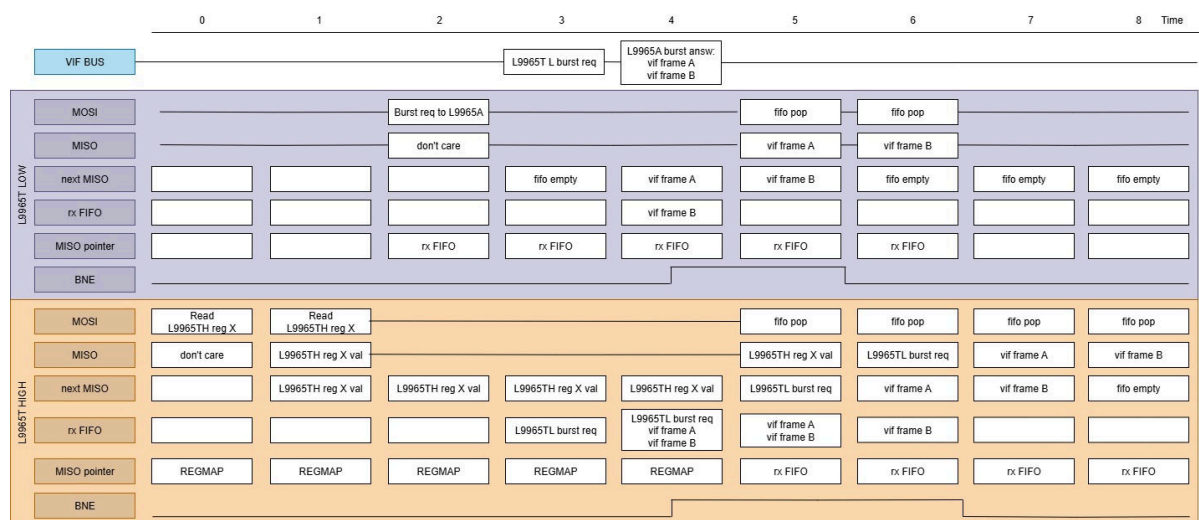 0 1 2 3 4 5 6 7 8 Time
VIF BUS L9965T L burst req L9965A burst answ:
vif frame A
vif frame B
L9965T LOW
MOSI Burst req to L9965A fifo pop fifo pop
MISO don't care vif frame A vif frame B
next MISO fifo empty vif frame A vif frame B fifo empty fifo empty fifo empty
rx FIFO vif frame B
MISO pointer rx FIFO rx FIFO rx FIFO rx FIFO rx FIFO
BNE
L9965T HIGH
MOSI Read
L9965TH reg X Read
L9965TH reg X fifo pop fifo pop fifo pop fifo pop
MISO don't care L9965TH reg X val L9965TH reg X val L9965TL burst req vif frame A vif frame B
next MISO L9965TH reg X val L9965TH reg X val L9965TH reg X val L9965TH reg X val L9965TL burst req vif frame A vif frame B fifo empty
rx FIFO L9965TL burst req L9965TL burst req
vif frame A
vif frame B vif frame A
vif frame B vif frame B
MISO pointer REGMAP REGMAP REGMAP REGMAP REGMAP rx FIFO rx FIFO rx FIFO rx FIFO
BNE